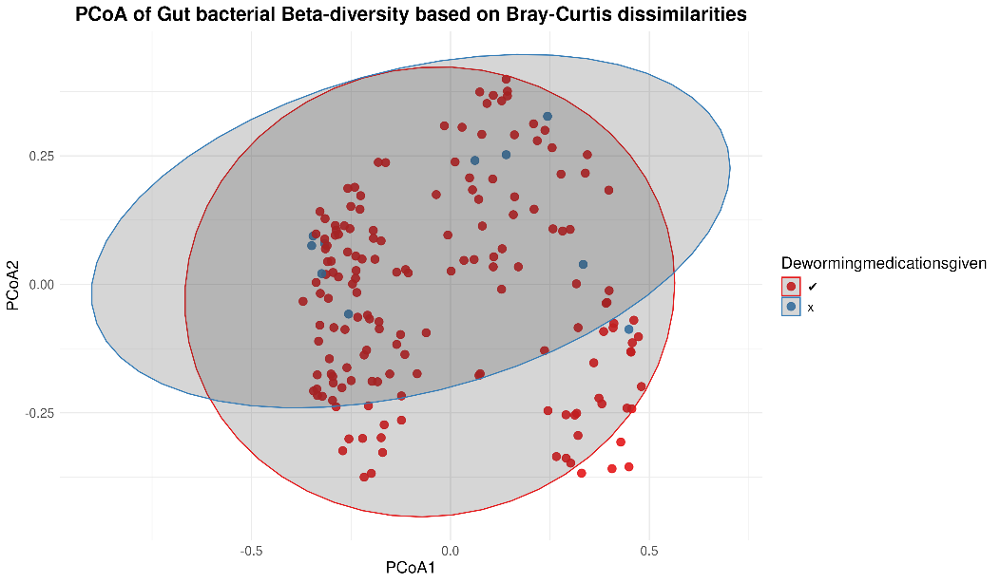 PCoA of Gut bacterial Beta-diversity based on Bray-Curtis dissimilarities
PCoA2
0.25
0.00
-0.25
-0.5
0.0
0.5
PCoA1
Dewormingmedicationsgiven
✔
x